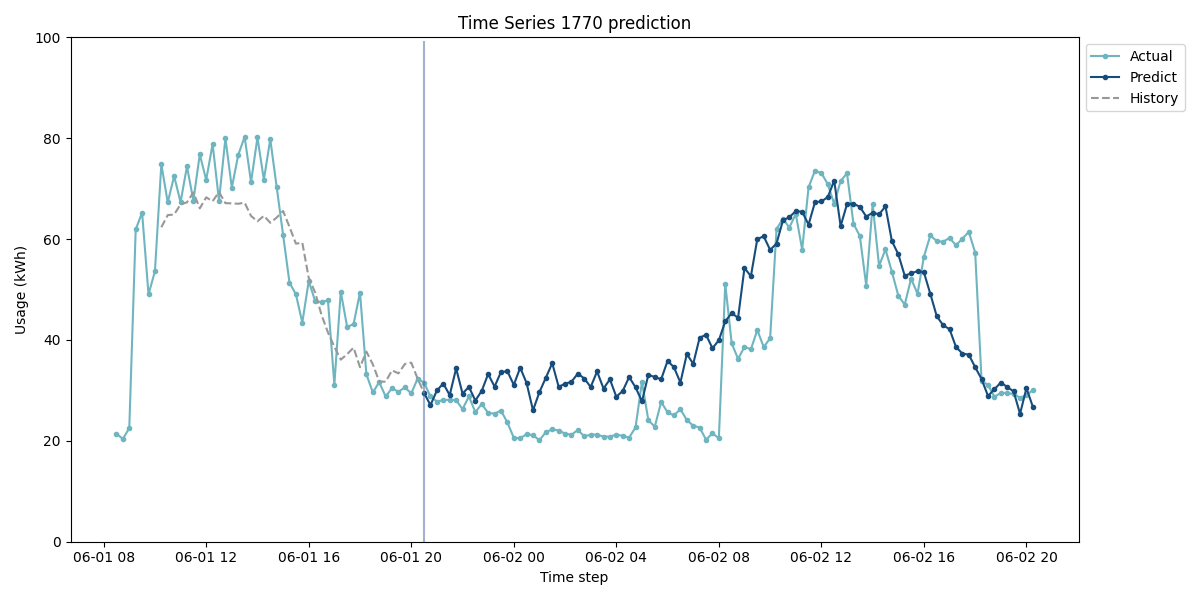 Time Series 1770 prediction
Usage (kWh)
100
80
60
40
20
0
06-01 08
06-01 12
06-01 16
06-01 20
06-02 00
06-02 04
06-02 08
06-02 12
06-02 16
06-02 20
Time step
Actual
Predict
History